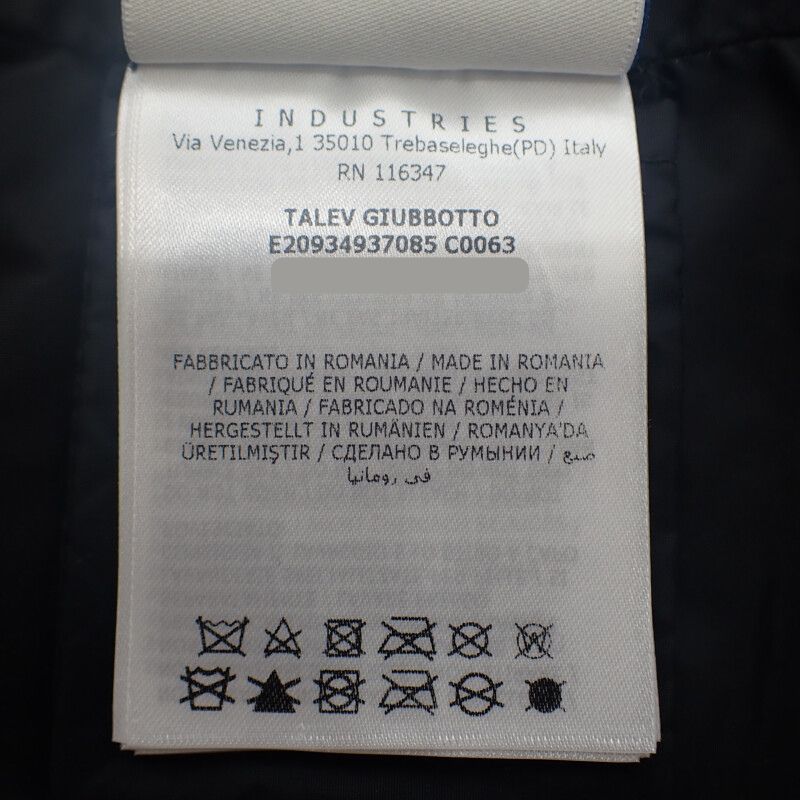 INDUSTRIES
Via Venezia,1 35010 Trebaseleghe(PD) Italy
RN 116347
TALEV GIUBBOTTO
E20934937085 C0063
FABBRICATO IN ROMANIA / MADE IN ROMANIA
/ FABRIQUÉ EN ROUMANIE / HECHO EN
RUMANIA / FABRICADO NA ROMÉNIA /
HERGESTELLT IN RUMÄNIEN / ROMANYA'DA
ÜRETILMIŞTIR / СДЕЛАНО В РУМЫНИИ / صنع
في رومانيا